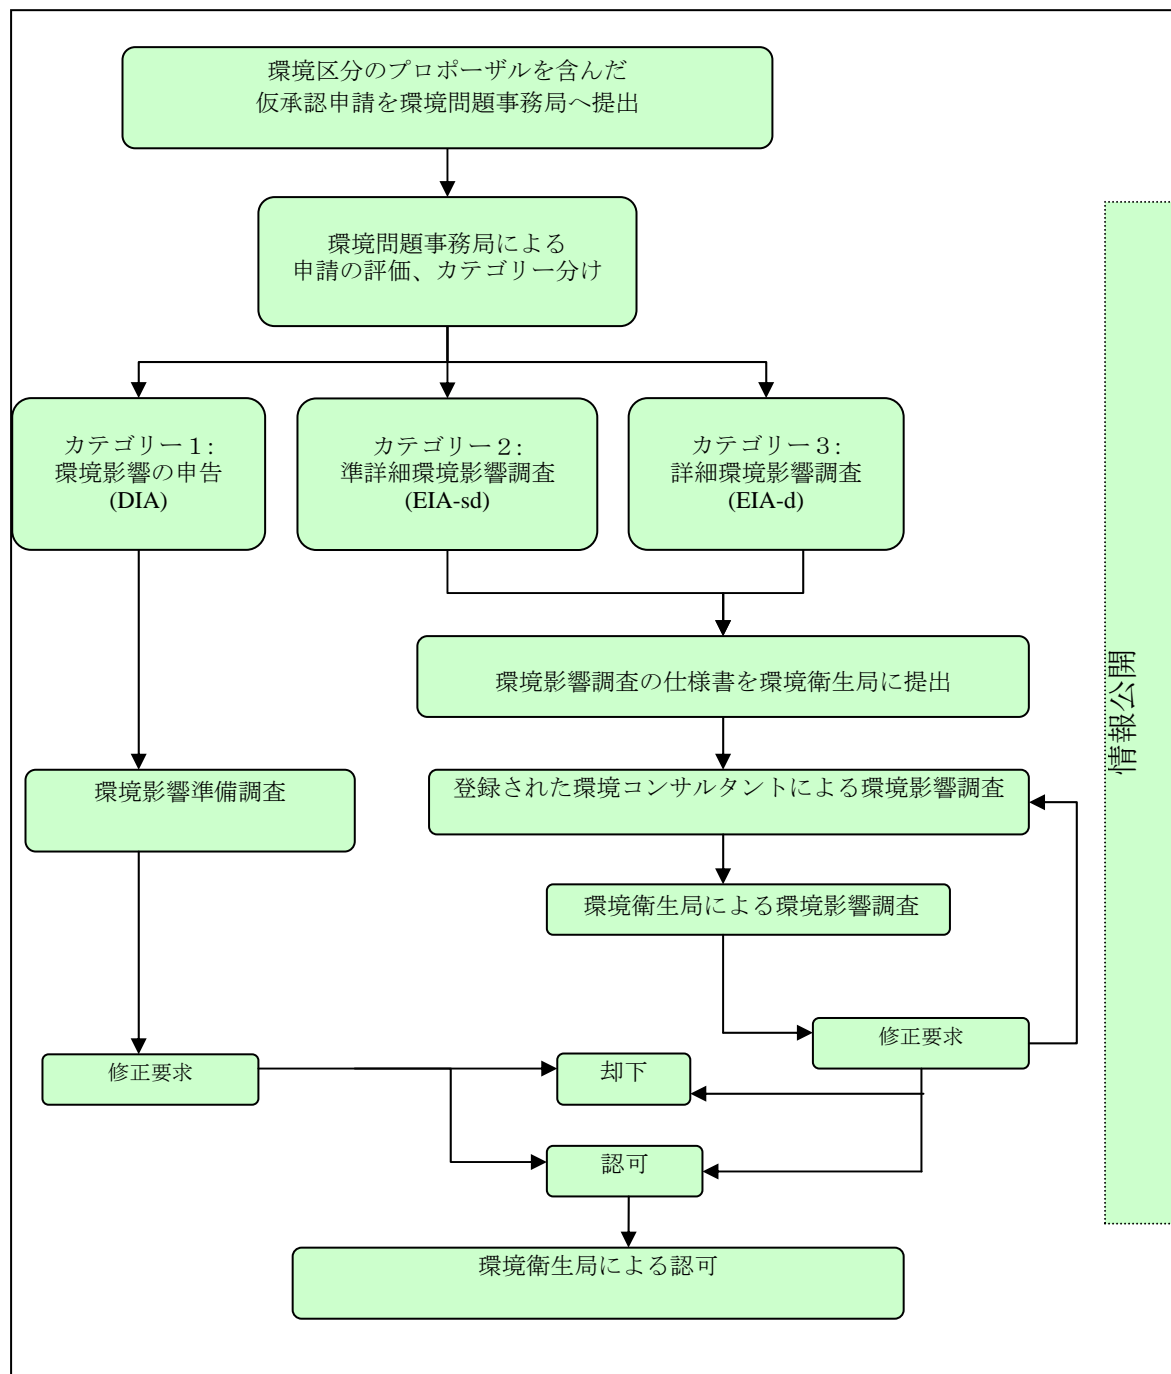 環境区分のプロポーザルを含んだ
仮承認申請を環境問題事務局へ提出
環境問題事務局による
申請の評価、カテゴリー分け
カテゴリー１:
環境影響の申告
(DIA)
カテゴリー２:
準詳細環境影響調査
(EIA-sd)
カテゴリー３:
詳細環境影響調査
(EIA-d)
環境影響調査の仕様書を環境衛生局に提出
環境影響準備調査
登録された環境コンサルタントによる環境影響調査
環境衛生局による環境影響調査
修正要求
修正要求
却下
認可
環境衛生局による認可
情報公開